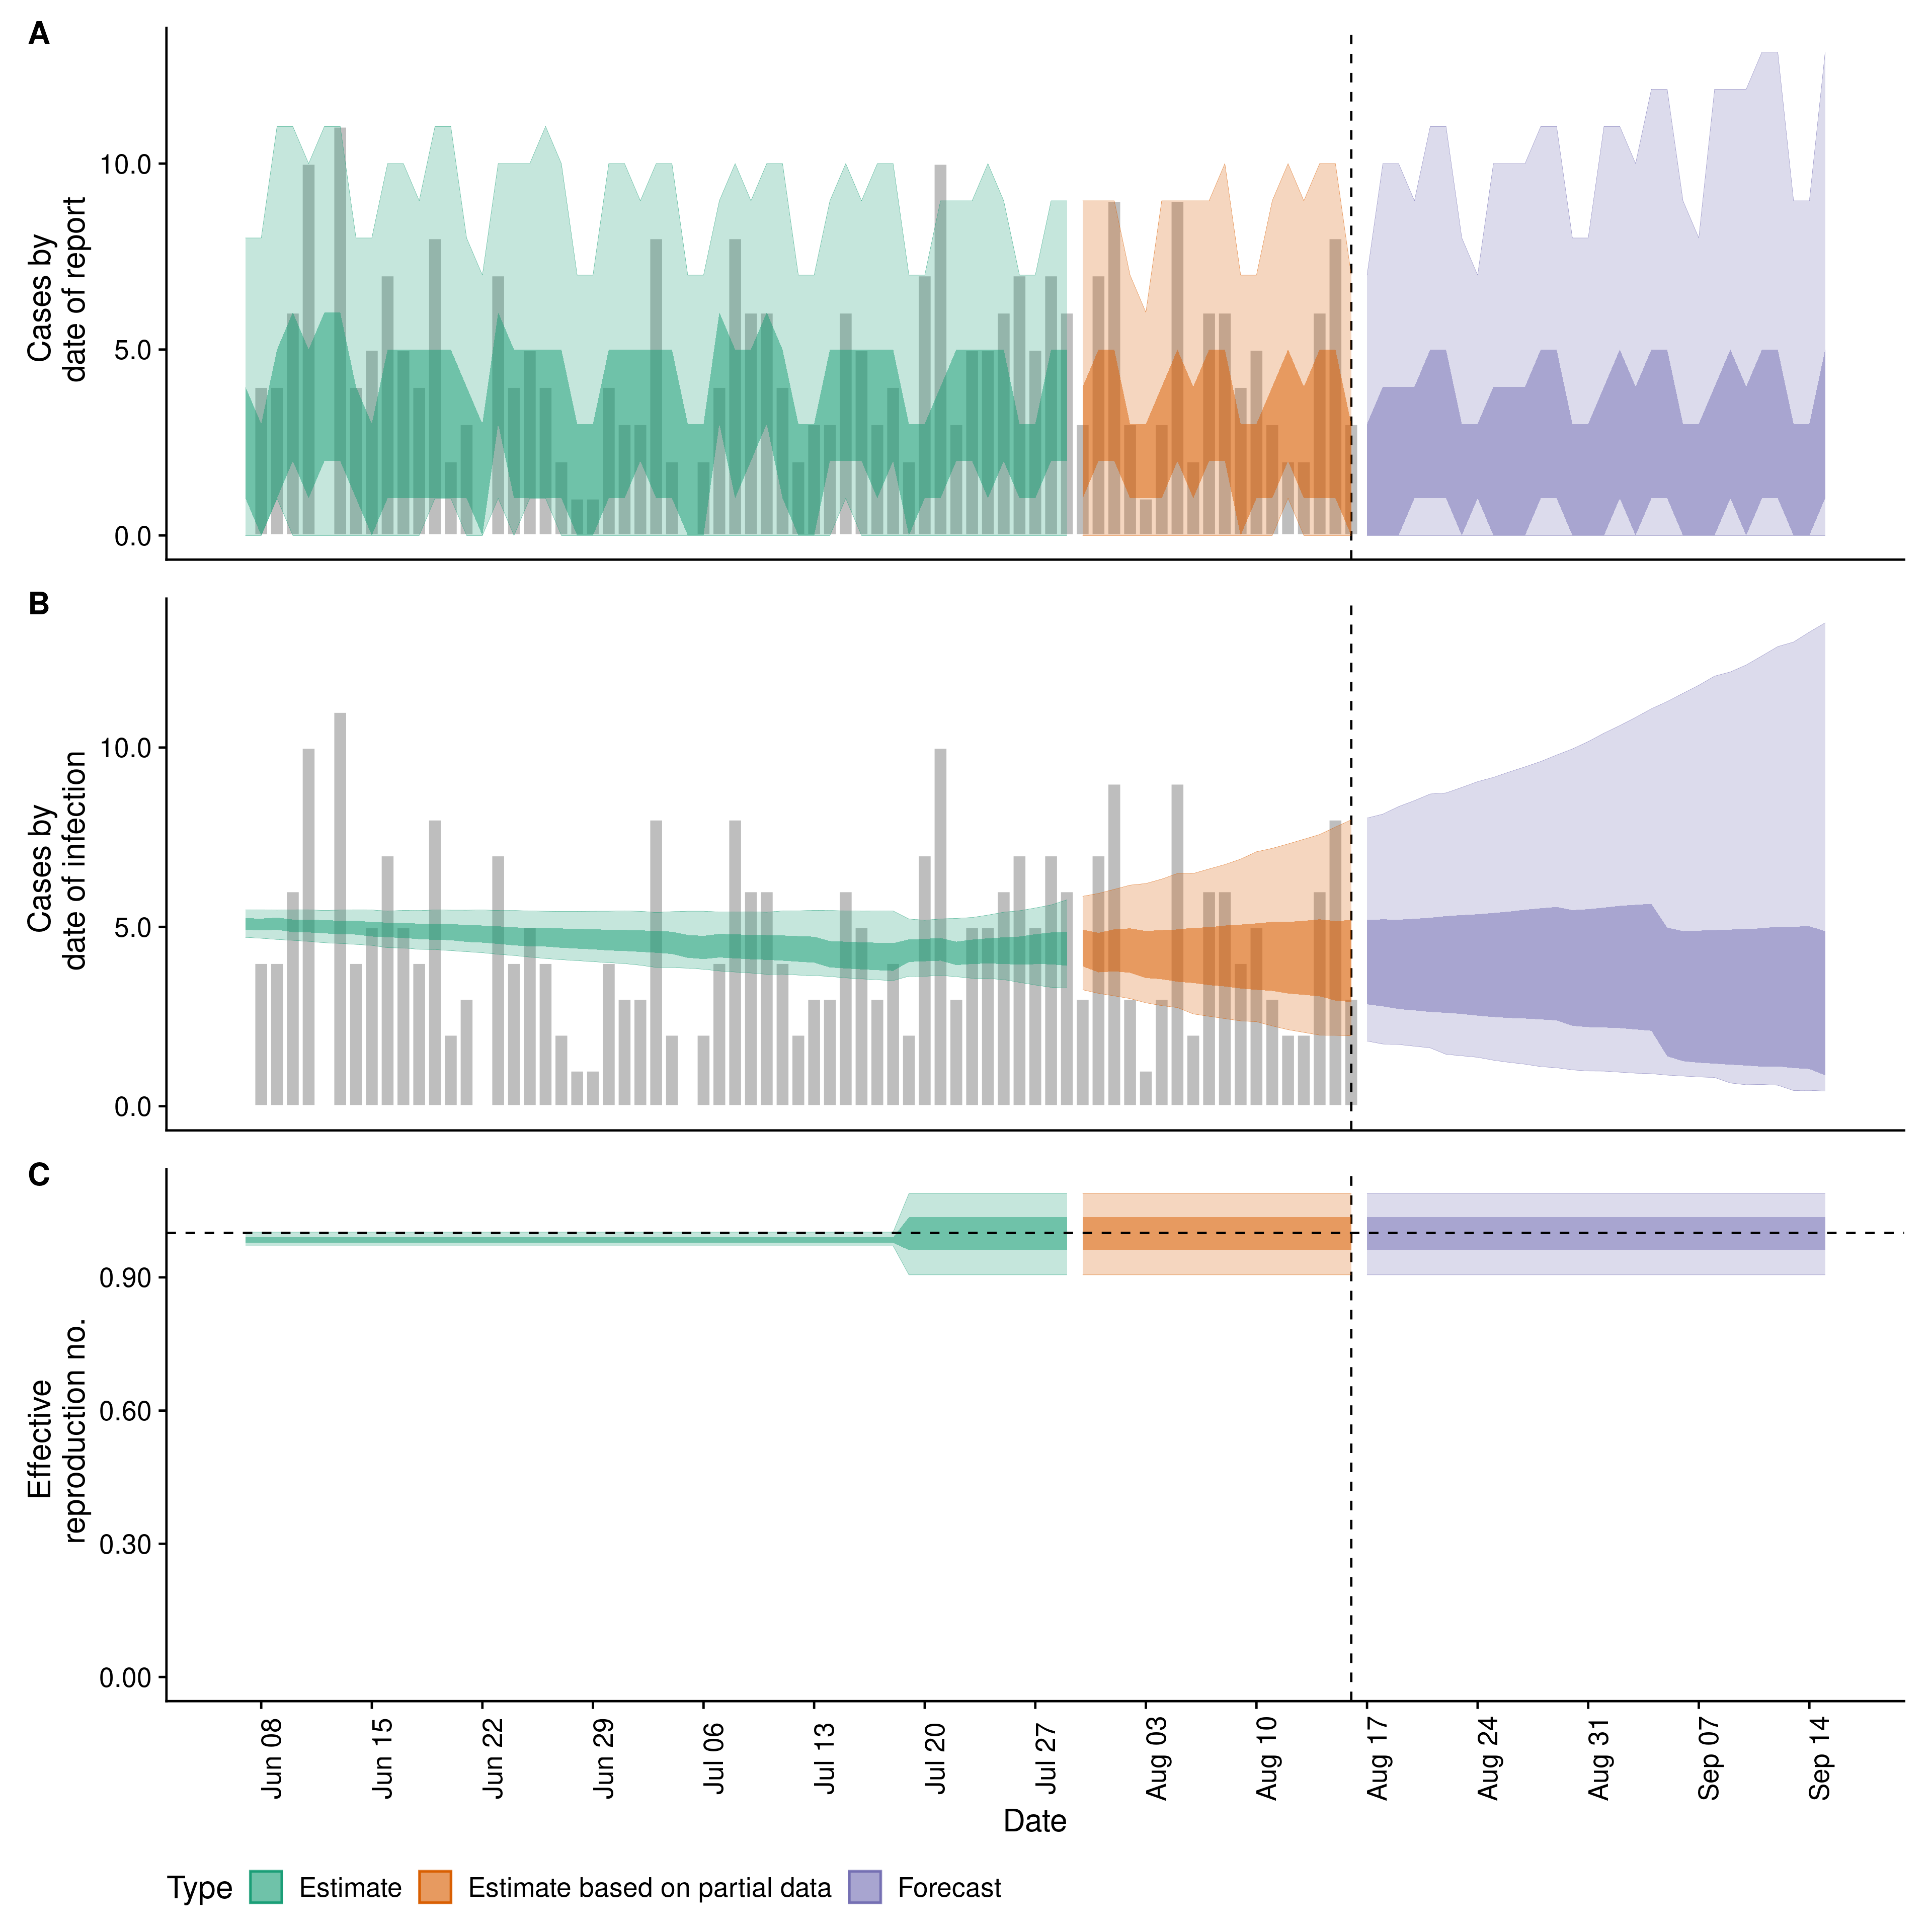 A
Cases by
date of report
10.0
5.0
0.0
B
Cases by
date of infection
10.0
5.0
0.0
C
Effective
reproduction no.
0.90
0.60
0.30
0.00
Jun 08
Jun 15
Jun 22
Jun 29
Jul 06
Jul 13
Jul 20
Jul 27
Aug 03
Aug 10
Aug 17
Aug 24
Aug 31
Sep 07
Sep 14
Date
Type Estimate Estimate based on partial data Forecast